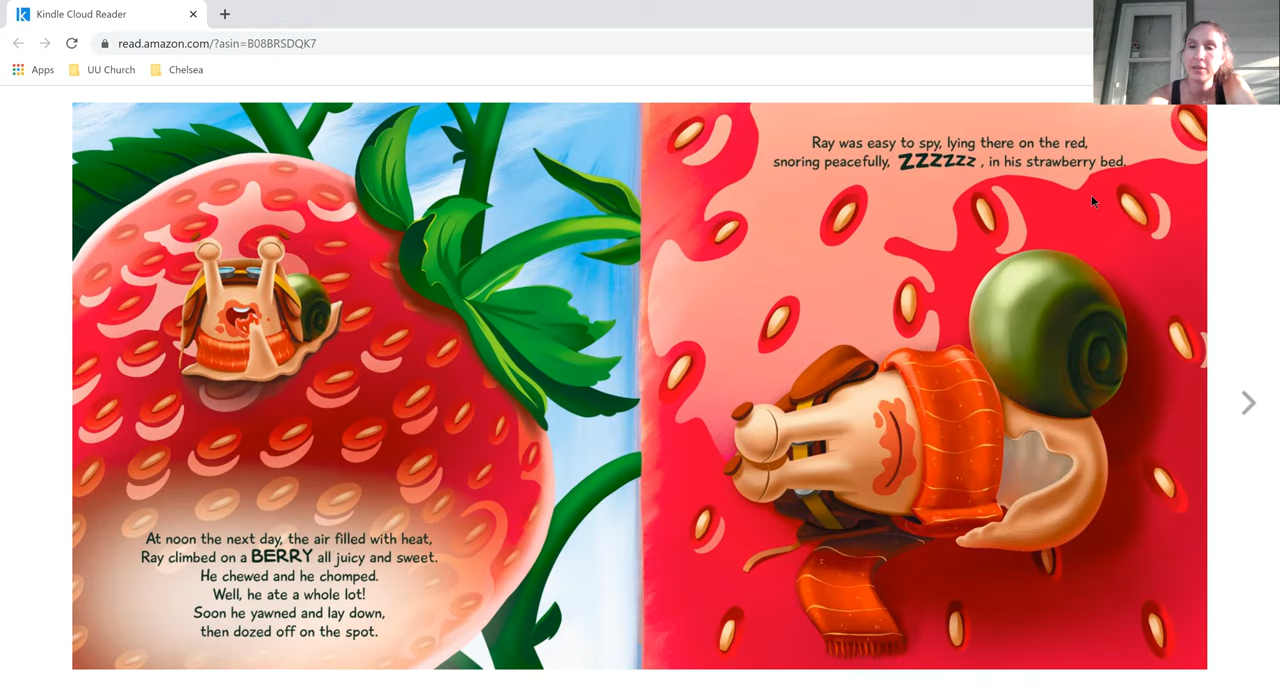 Kindle Cloud Reader
read.amazon.com/?asin=B08BRSDQK7
Apps
UU Church
Chelsea
At noon the next day, the air filled with heat,
Ray climbed on a BERRY all juicy and sweet.
He chewed and he chomped.
Well, he ate a whole lot!
Soon he yawned and lay down,
then dozed off on the spot.
Ray was easy to spy, lying there on the red,
snoring peacefully, ZZZZZZ , in his strawberry bed.